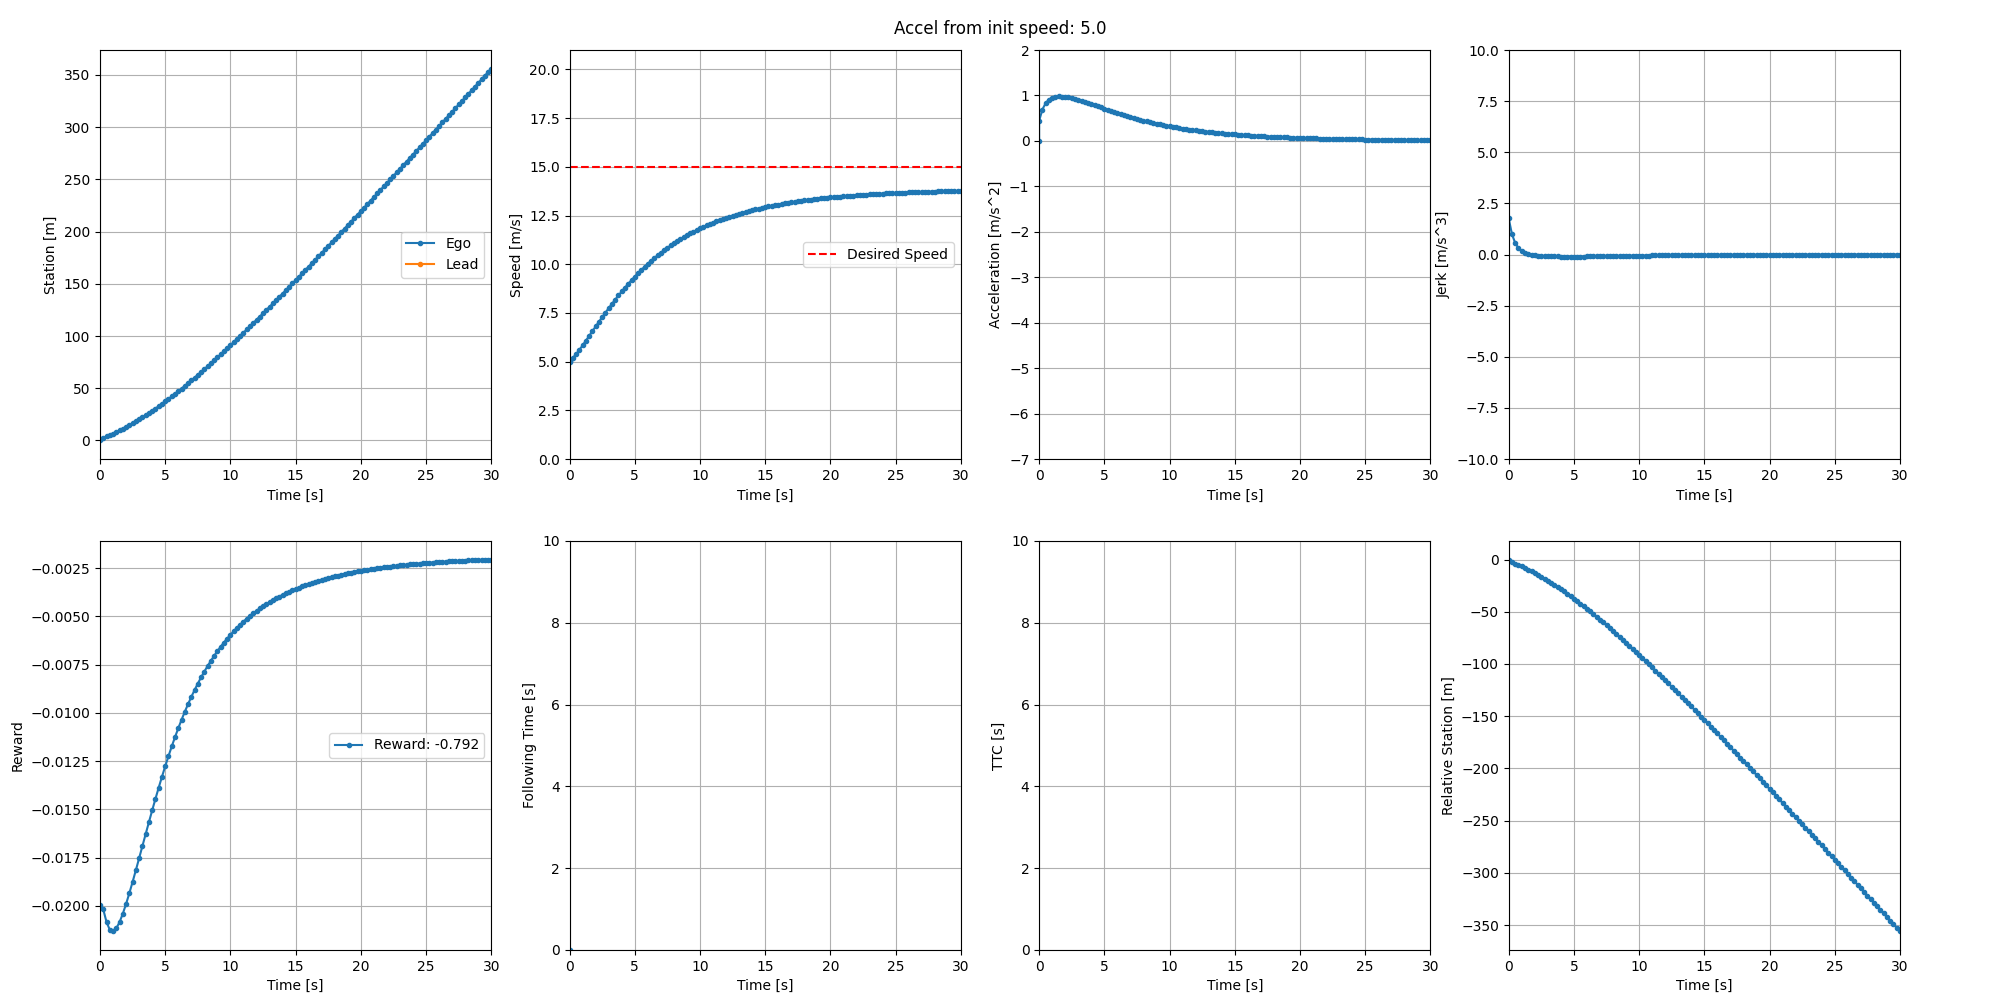 Accel from init speed: 5.0
350
300
250
200
150
100
50
0
Station [m]
Ego
Lead
0 5 10 15 20 25 30
Time [s]
20.0
17.5
15.0
12.5
10.0
7.5
5.0
2.5
0.0
Speed [m/s]
Desired Speed
0 5 10 15 20 25 30
Time [s]
2
1
0
−1
−2
−3
−4
−5
−6
−7
Acceleration [m/s^2]
0 5 10 15 20 25 30
Time [s]
10.0
7.5
5.0
2.5
0.0
−2.5
−5.0
−7.5
−10.0
Jerk [m/s^3]
0 5 10 15 20 25 30
Time [s]
−0.0025
−0.0050
−0.0075
−0.0100
−0.0125
−0.0150
−0.0175
−0.0200
Reward
Reward: -0.792
0 5 10 15 20 25 30
Time [s]
10
8
6
4
2
0
Following Time [s]
0 5 10 15 20 25 30
Time [s]
10
8
6
4
2
0
TTC [s]
0 5 10 15 20 25 30
Time [s]
0
−50
−100
−150
−200
−250
−300
−350
Relative Station [m]
0 5 10 15 20 25 30
Time [s]